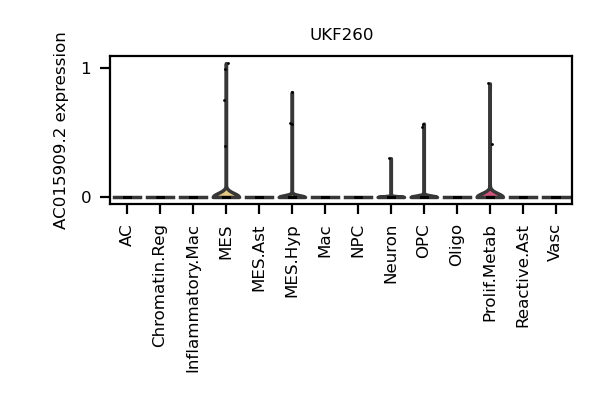 UKF260
AC015909.2 expression
1
0
AC
Chromatin.Reg
Inflammatory.Mac
MES
MES.Ast
MES.Hyp
Mac
NPC
Neuron
OPC
Oligo
Prolif.Metab
Reactive.Ast
Vasc